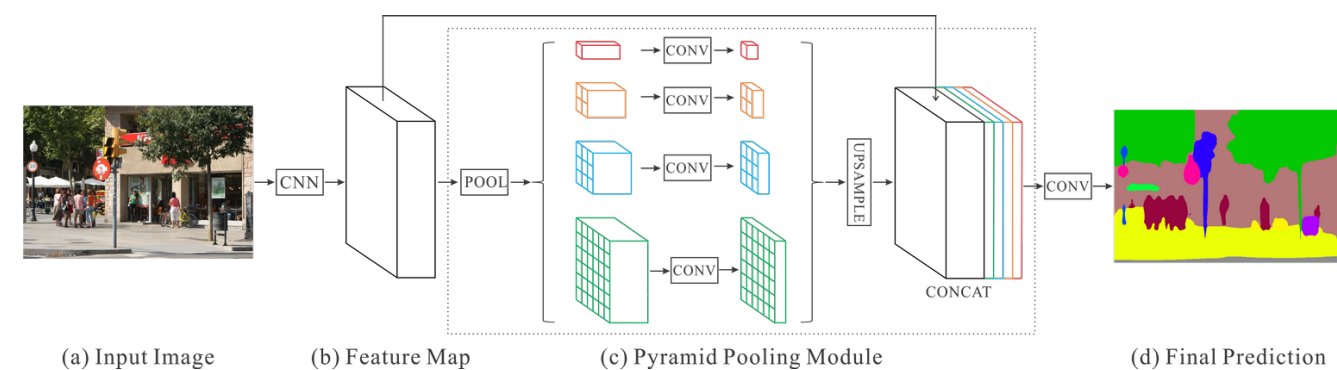 CONV
CONV
CONV
CONV
CNN
POOL
UPSAMPLE
CONV
CONCAT
(a) Input Image
(b) Feature Map
(c) Pyramid Pooling Module
(d) Final Prediction